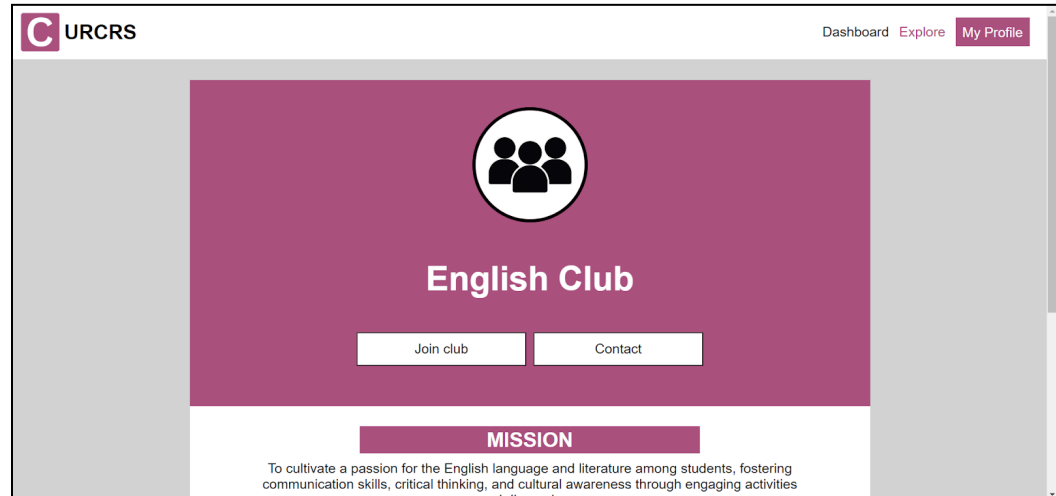 C URCRS
Dashboard Explore My Profile
English Club
Join club Contact
MISSION
To cultivate a passion for the English language and literature among students, fostering
communication skills, critical thinking, and cultural awareness through engaging activities